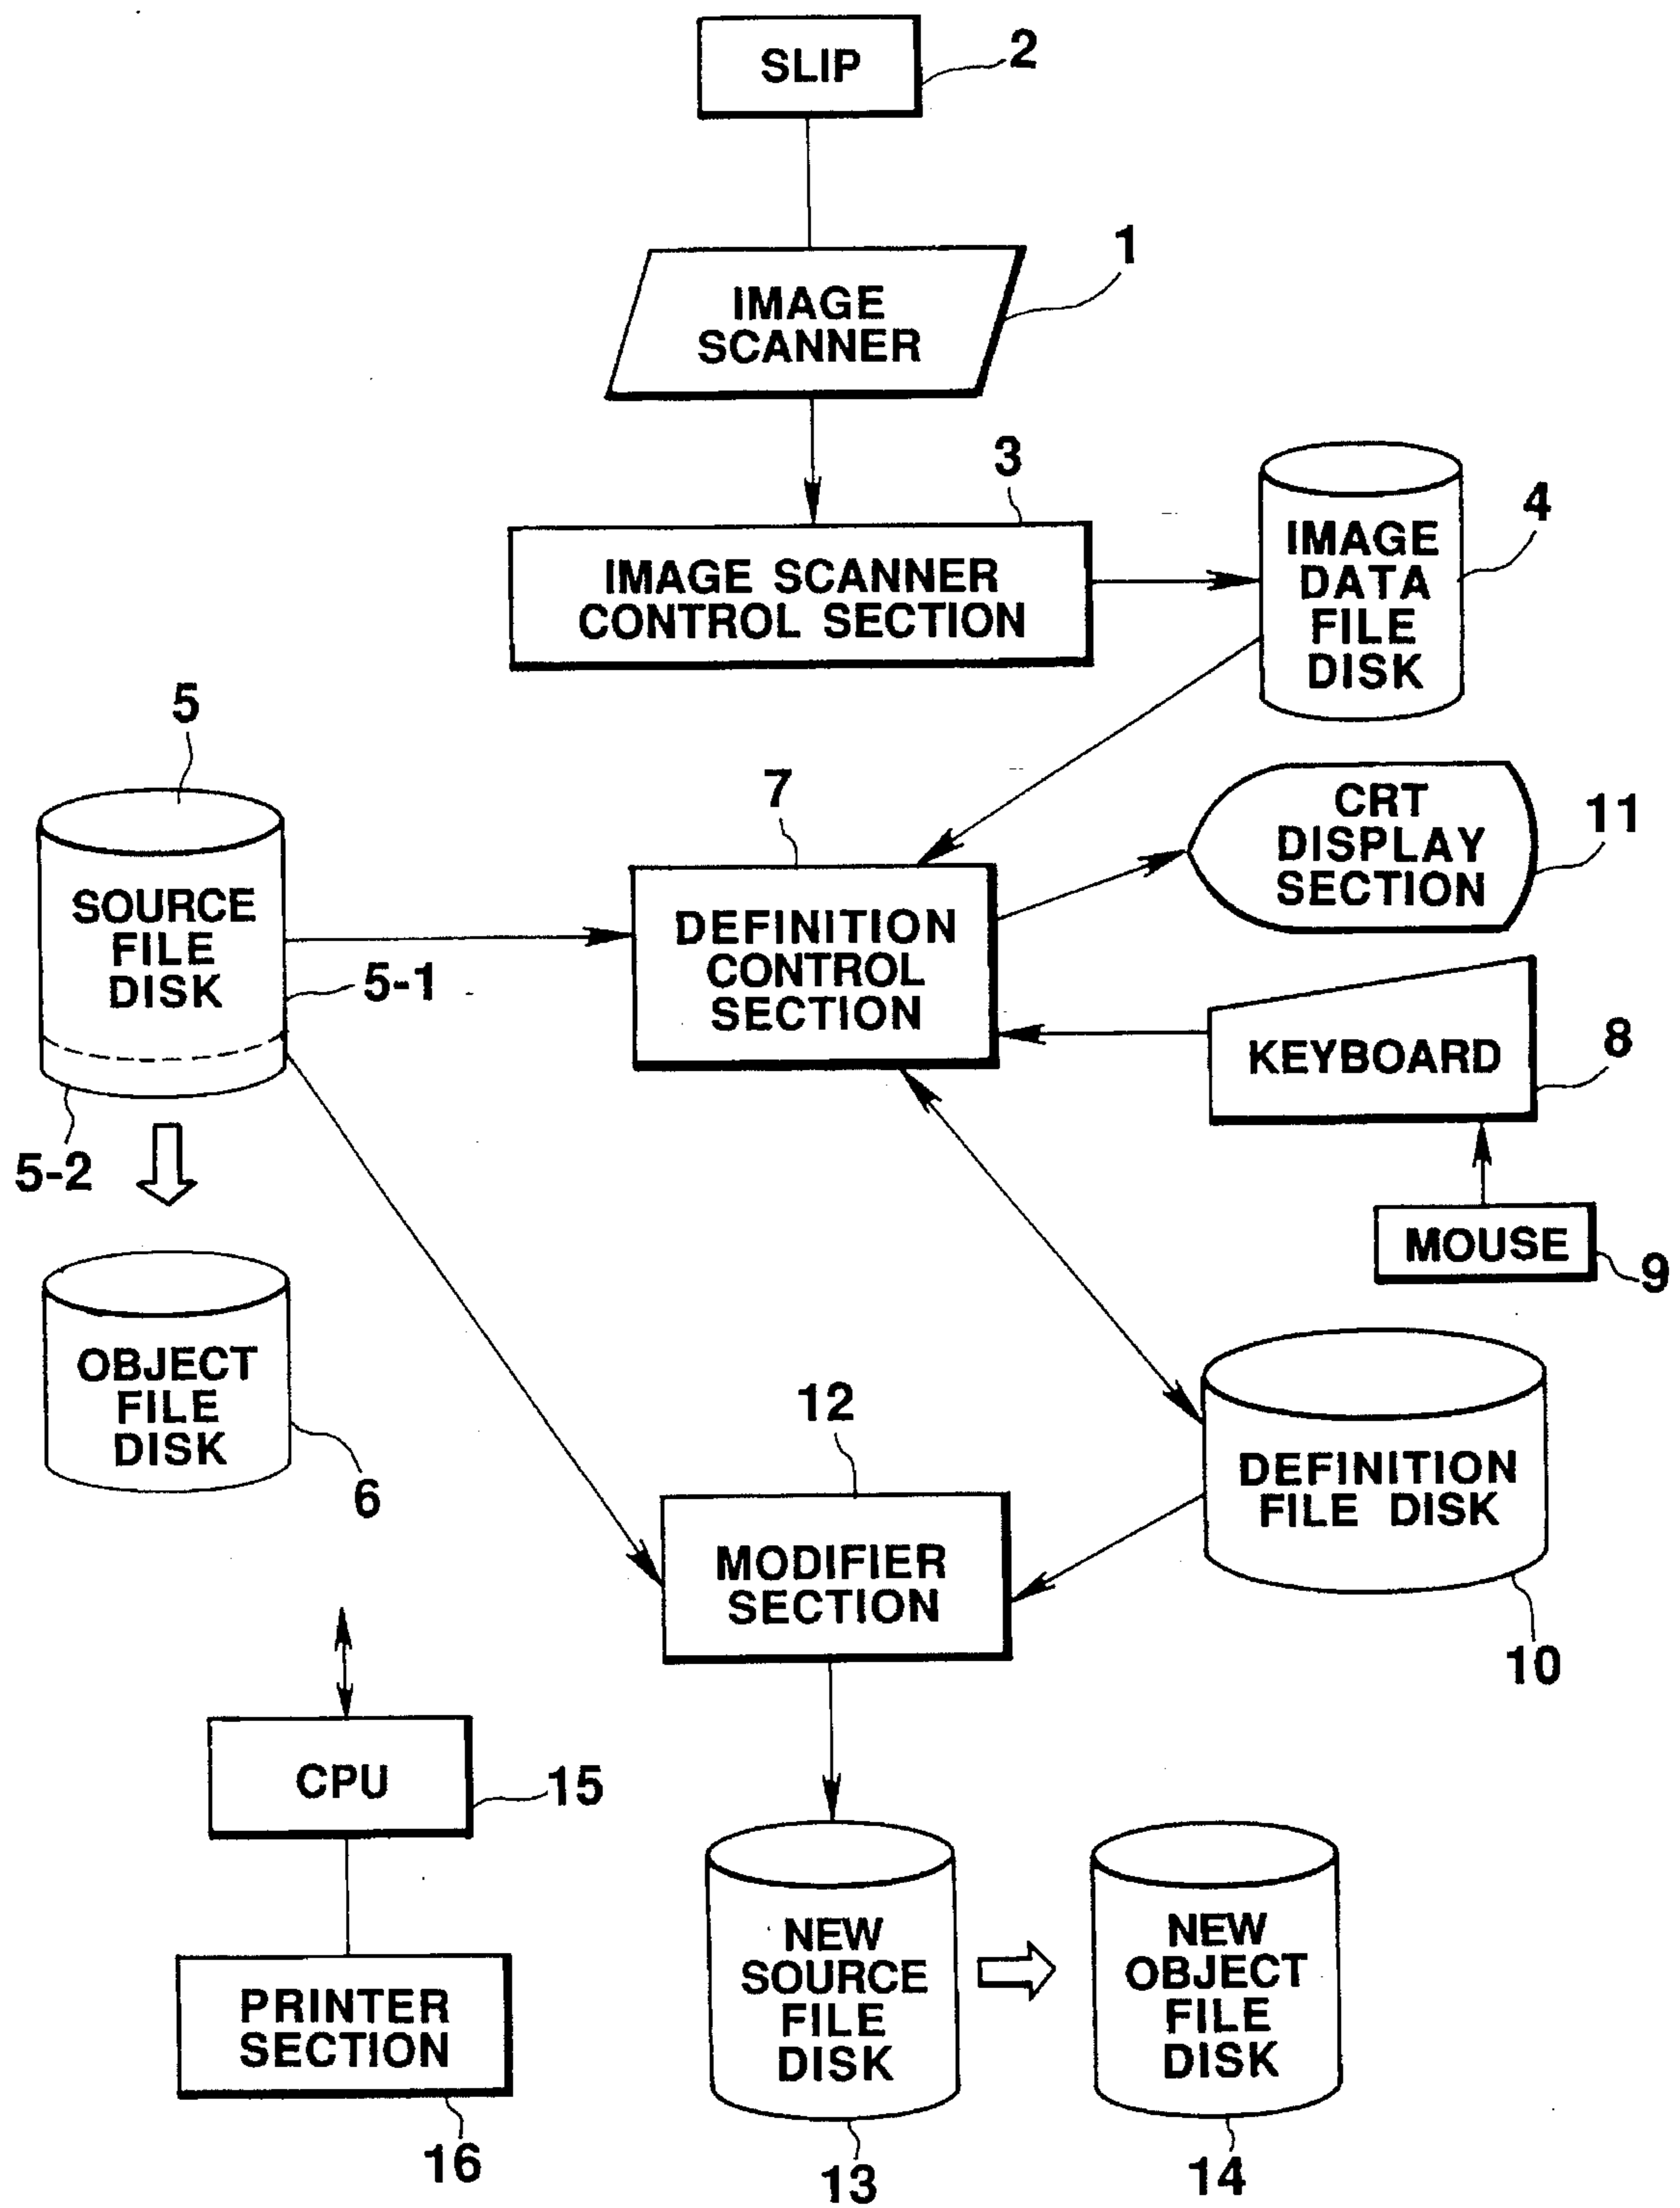 SLIP
2
IMAGE
SCANNER
1
3
IMAGE SCANNER
CONTROL SECTION
IMAGE
DATA
FILE
DISK
4
5
SOURCE
FILE
DISK
5-1
5-2
7
DEFINITION
CONTROL
SECTION
CRT
DISPLAY
SECTION
11
KEYBOARD
8
MOUSE
9
OBJECT
FILE
DISK
6
12
MODIFIER
SECTION
DEFINITION
FILE DISK
10
CPU
15
PRINTER
SECTION
16
NEW
SOURCE
FILE
DISK
13
NEW
OBJECT
FILE
DISK
14